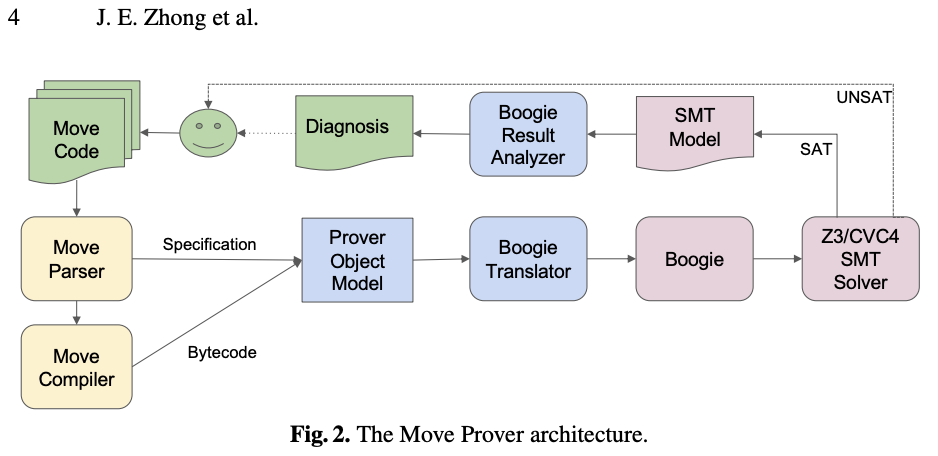 4 J. E. Zhong et al.
UNSAT
Move
Code
Diagnosis
Boogie
Result
Analyzer
SMT
Model
SAT
Move
Parser
Specification
Prover
Object
Model
Boogie
Translator
Boogie
Z3/CVC4
SMT
Solver
Move
Compiler
Bytecode
Fig. 2. The Move Prover architecture.